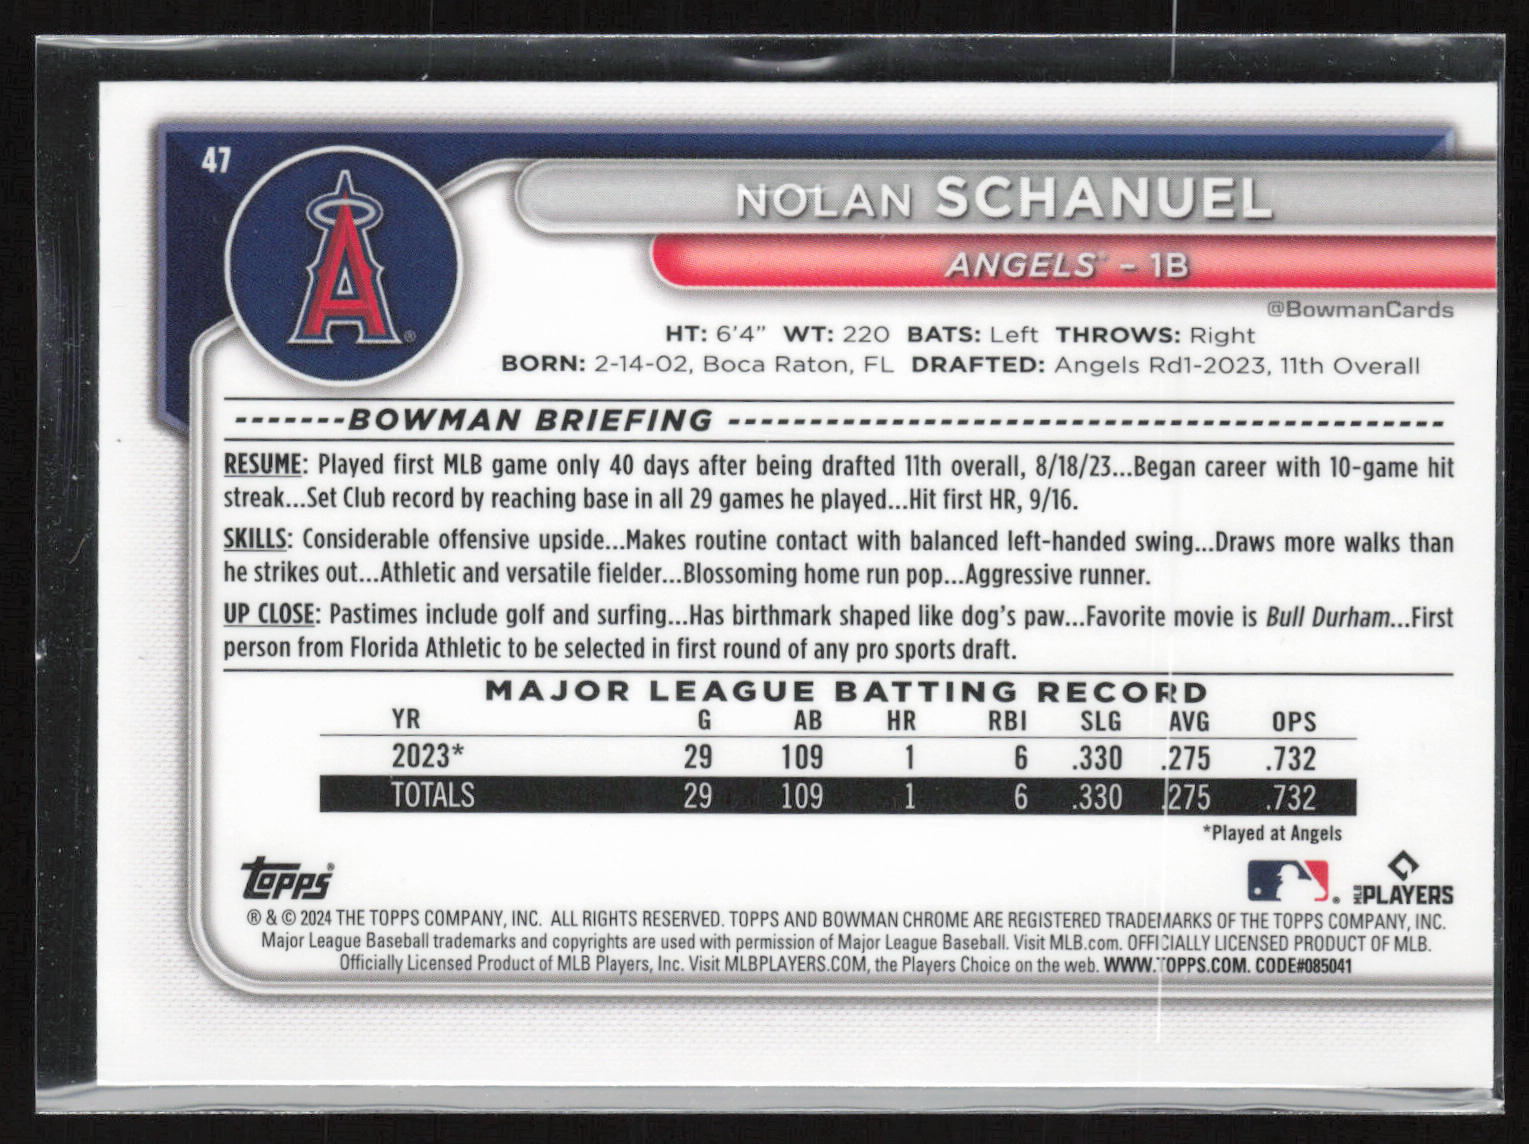 47
NOLAN SCHANUEL
ANGELS™ - 1B
@BowmanCards
HT: 6'4" WT: 220 BATS: Left THROWS: Right
BORN: 2-14-02, Boca Raton, FL DRAFTED: Angels Rd1-2023, 11th Overall
-------BOWMAN BRIEFING ---------------------------------------------
RESUME: Played first MLB game only 40 days after being drafted 11th overall, 8/18/23...Began career with 10-game hit
streak...Set Club record by reaching base in all 29 games he played...Hit first HR, 9/16.
SKILLS: Considerable offensive upside...Makes routine contact with balanced left-handed swing...Draws more walks than
he strikes out...Athletic and versatile fielder...Blossoming home run pop...Aggressive runner.
UP CLOSE: Pastimes include golf and surfing...Has birthmark shaped like dog's paw...Favorite movie is Bull Durham...First
person from Florida Athletic to be selected in first round of any pro sports draft.
MAJOR LEAGUE BATTING RECORD
YR G AB HR RBI SLG AVG OPS
2023* 29 109 1 6 .330 .275 .732
TOTALS 29 109 1 6 .330 .275 .732
*Played at Angels
topps®
MLB PLAYERS
® & © 2024 THE TOPPS COMPANY, INC. ALL RIGHTS RESERVED. TOPPS AND BOWMAN CHROME ARE REGISTERED TRADEMARKS OF THE TOPPS COMPANY, INC.
Major League Baseball trademarks and copyrights are used with permission of Major League Baseball. Visit MLB.com. OFFICIALLY LICENSED PRODUCT OF MLB.
Officially Licensed Product of MLB Players, Inc. Visit MLBPLAYERS.COM, the Players Choice on the web. WWW.TOPPS.COM. CODE#085041